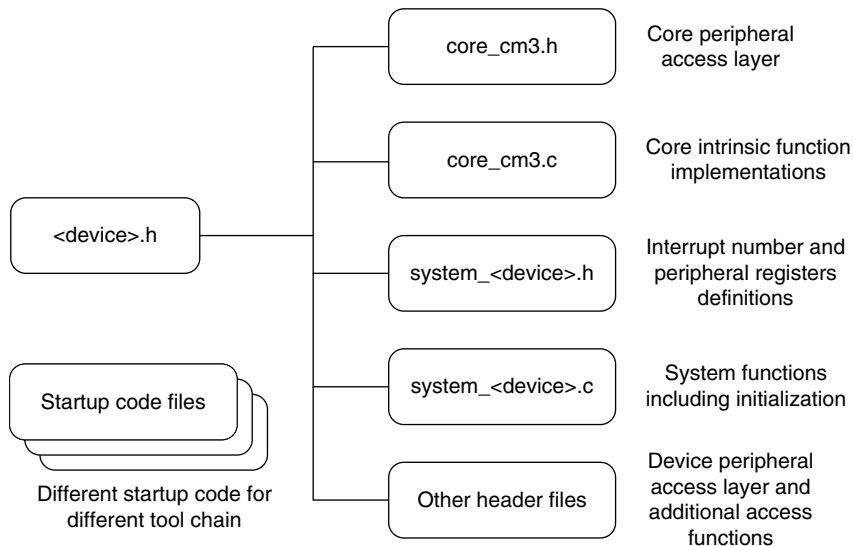 core_cm3.h
Core peripheral
access layer
core_cm3.c
Core intrinsic function
implementations
<device>.h
system_<device>.h
Interrupt number and
peripheral registers
definitions
Startup code files
Different startup code for
different tool chain
system_<device>.c
System functions
including initialization
Other header files
Device peripheral
access layer and
additional access
functions